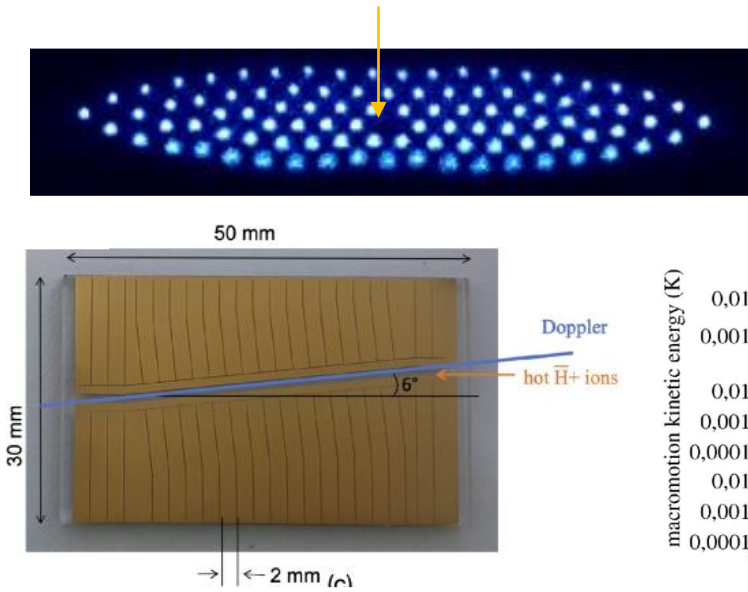 50 mm
Doppler
hot H̅+ ions
6°
30 mm
2 mm
(c)
macromotion kinetic energy (K)
0,01
0,001
0,01
0,001
0,0001
0,01
0,001
0,0001